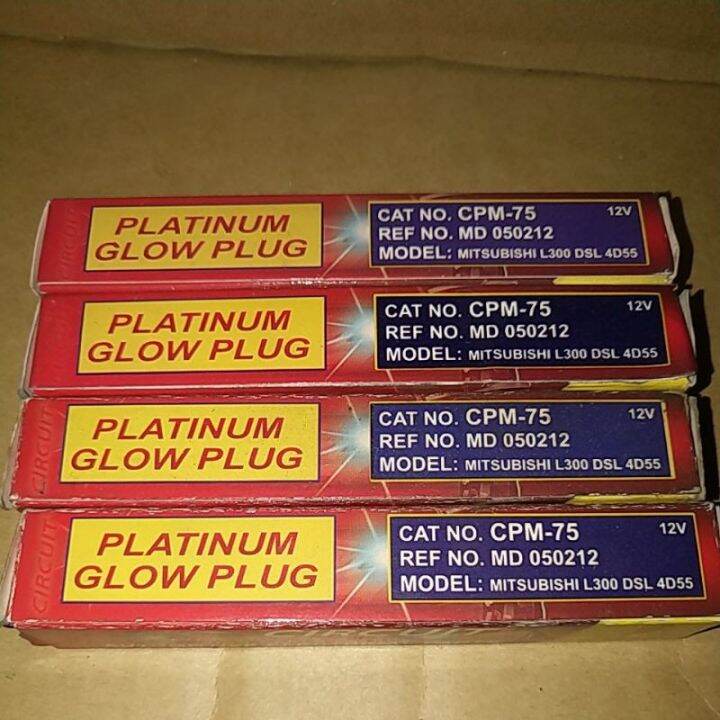 CIRCUIT
PLATINUM
GLOW PLUG
CAT NO. CPM-75 12V
REF NO. MD 050212
MODEL: MITSUBISHI L300 DSL 4D55
PLATINUM
GLOW PLUG
CAT NO. CPM-75 12V
REF NO. MD 050212
MODEL: MITSUBISHI L300 DSL 4D55
CIRCUIT
PLATINUM
GLOW PLUG
CAT NO. CPM-75 12V
REF NO. MD 050212
MODEL: MITSUBISHI L300 DSL 4D55
CIRCUIT
PLATINUM
GLOW PLUG
CAT NO. CPM-75 12V
REF NO. MD 050212
MODEL: MITSUBISHI L300 DSL 4D55
CIRCUIT